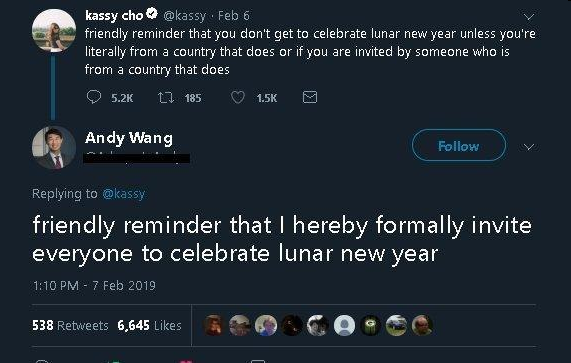 kassy cho @kassy · Feb 6
friendly reminder that you don't get to celebrate lunar new year unless you're
literally from a country that does or if you are invited by someone who is
from a country that does
5.2K 185 1.5K
Andy Wang
Follow
Replying to @kassy
friendly reminder that I hereby formally invite
everyone to celebrate lunar new year
1:10 PM - 7 Feb 2019
538 Retweets 6,645 Likes